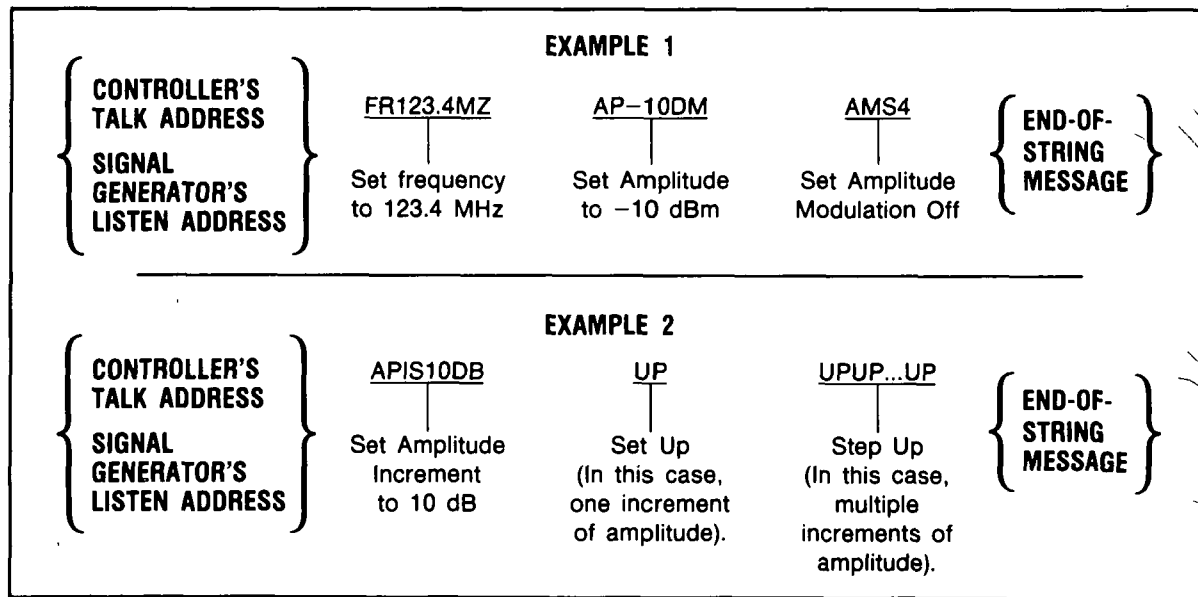 EXAMPLE 1
CONTROLLER'S
TALK ADDRESS
SIGNAL
GENERATOR'S
LISTEN ADDRESS
FR123.4MZ
Set frequency
to 123.4 MHz
AP−10DM
Set Amplitude
to −10 dBm
AMS4
Set Amplitude
Modulation Off
END-OF-
STRING
MESSAGE
EXAMPLE 2
CONTROLLER'S
TALK ADDRESS
SIGNAL
GENERATOR'S
LISTEN ADDRESS
APIS10DB
Set Amplitude
Increment
to 10 dB
UP
Set Up
(In this case,
one increment
of amplitude).
UPUP...UP
Step Up
(In this case,
multiple
increments of
amplitude).
END-OF-
STRING
MESSAGE